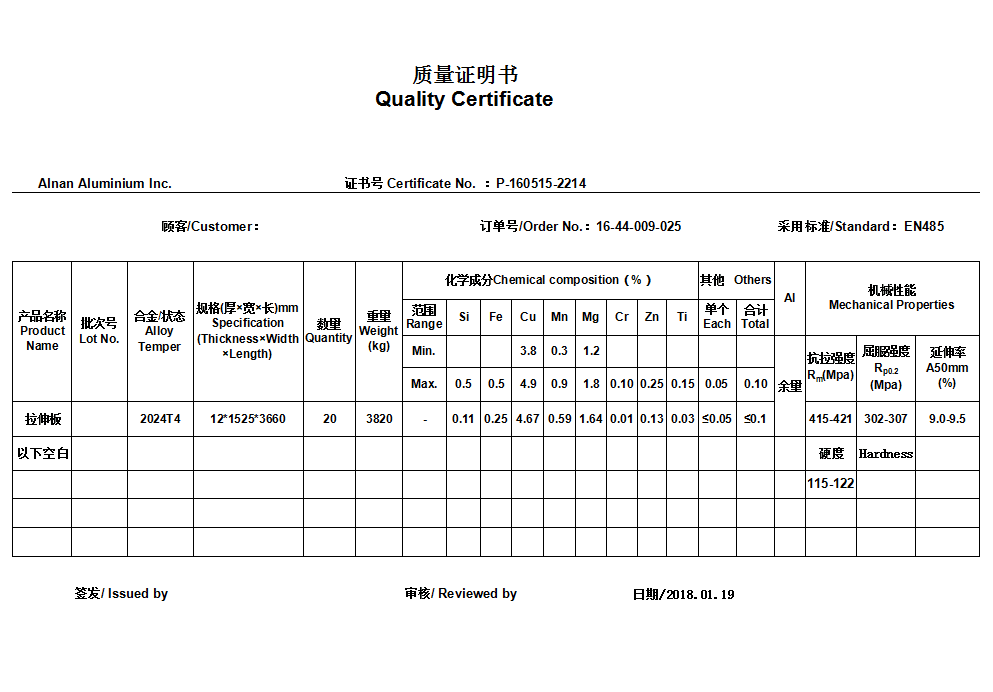 质量证明书
Quality Certificate
Alnan Aluminium Inc. 证书号 Certificate No. ：P-160515-2214
顾客/Customer： 订单号/Order No.：16-44-009-025 采用标准/Standard：EN485
产品名称 Product Name 批次号 Lot No. 合金/状态 Alloy Temper 规格(厚×宽×长)mm Specification (Thickness×Width×Length) 数量 Quantity 重量 Weight (kg) 化学成分Chemical composition（%） 其他 Others Al 机械性能 Mechanical Properties
范围 Range Si Fe Cu Mn Mg Cr Zn Ti 单个 Each 合计 Total
Min. 3.8 0.3 1.2 余量 抗拉强度 Rm(Mpa) 屈服强度 Rp0.2 (Mpa) 延伸率 A50mm (%)
Max. 0.5 0.5 4.9 0.9 1.8 0.10 0.25 0.15 0.05 0.10
拉伸板 2024T4 12*1525*3660 20 3820 - 0.11 0.25 4.67 0.59 1.64 0.01 0.13 0.03 ≤0.05 ≤0.1 415-421 302-307 9.0-9.5
以下空白 硬度 Hardness
115-122
签发/ Issued by 审核/ Reviewed by 日期/2018.01.19